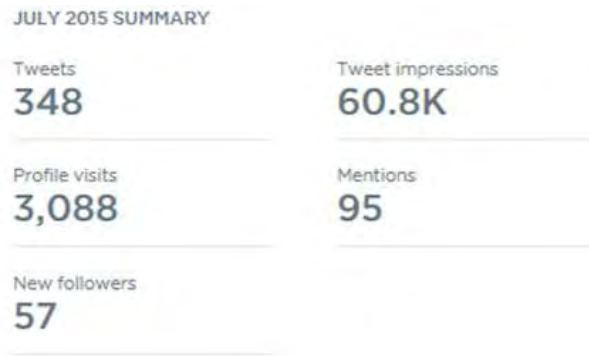 JULY 2015 SUMMARY
Tweets
348
Tweet impressions
60.8K
Profile visits
3,088
Mentions
95
New followers
57